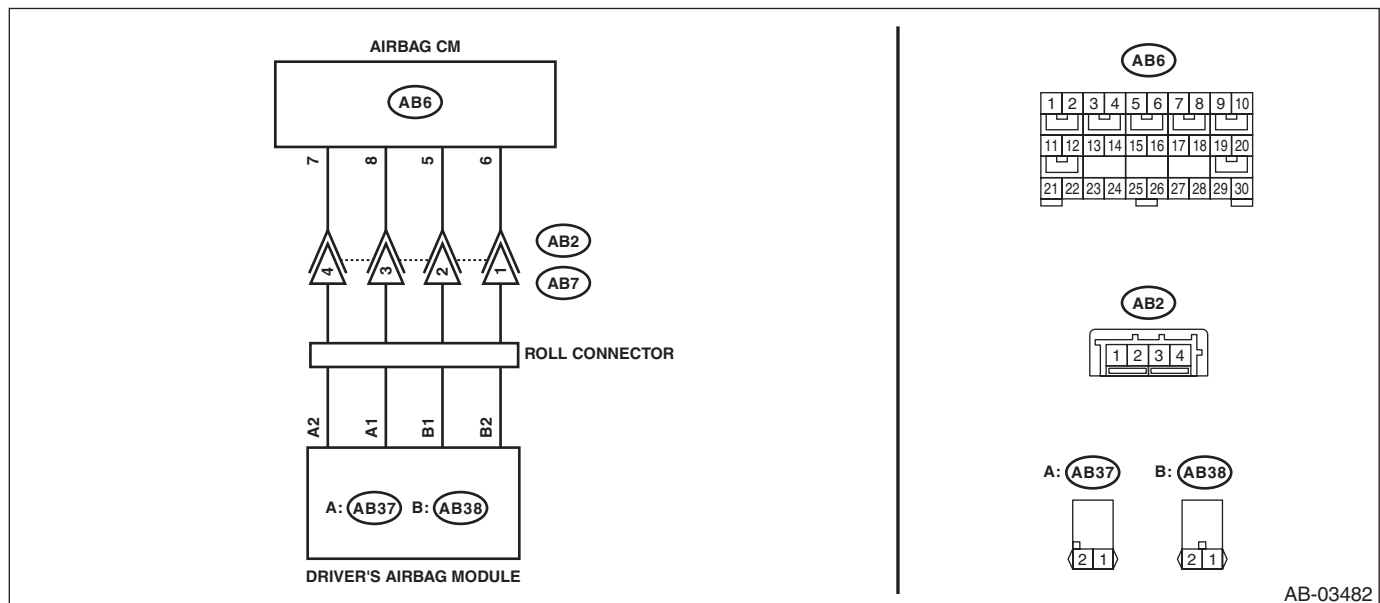 AIRBAG CM
AB6
7 8 5 6
4 3 2 1
AB2
AB7
ROLL CONNECTOR
A2 A1 B1 B2
A: AB37 B: AB38
DRIVER'S AIRBAG MODULE
AB6
1 2 3 4 5 6 7 8 9 10
11 12 13 14 15 16 17 18 19 20
21 22 23 24 25 26 27 28 29 30
AB2
1 2 3 4
A: AB37 B: AB38
2 1 2 1
AB-03482